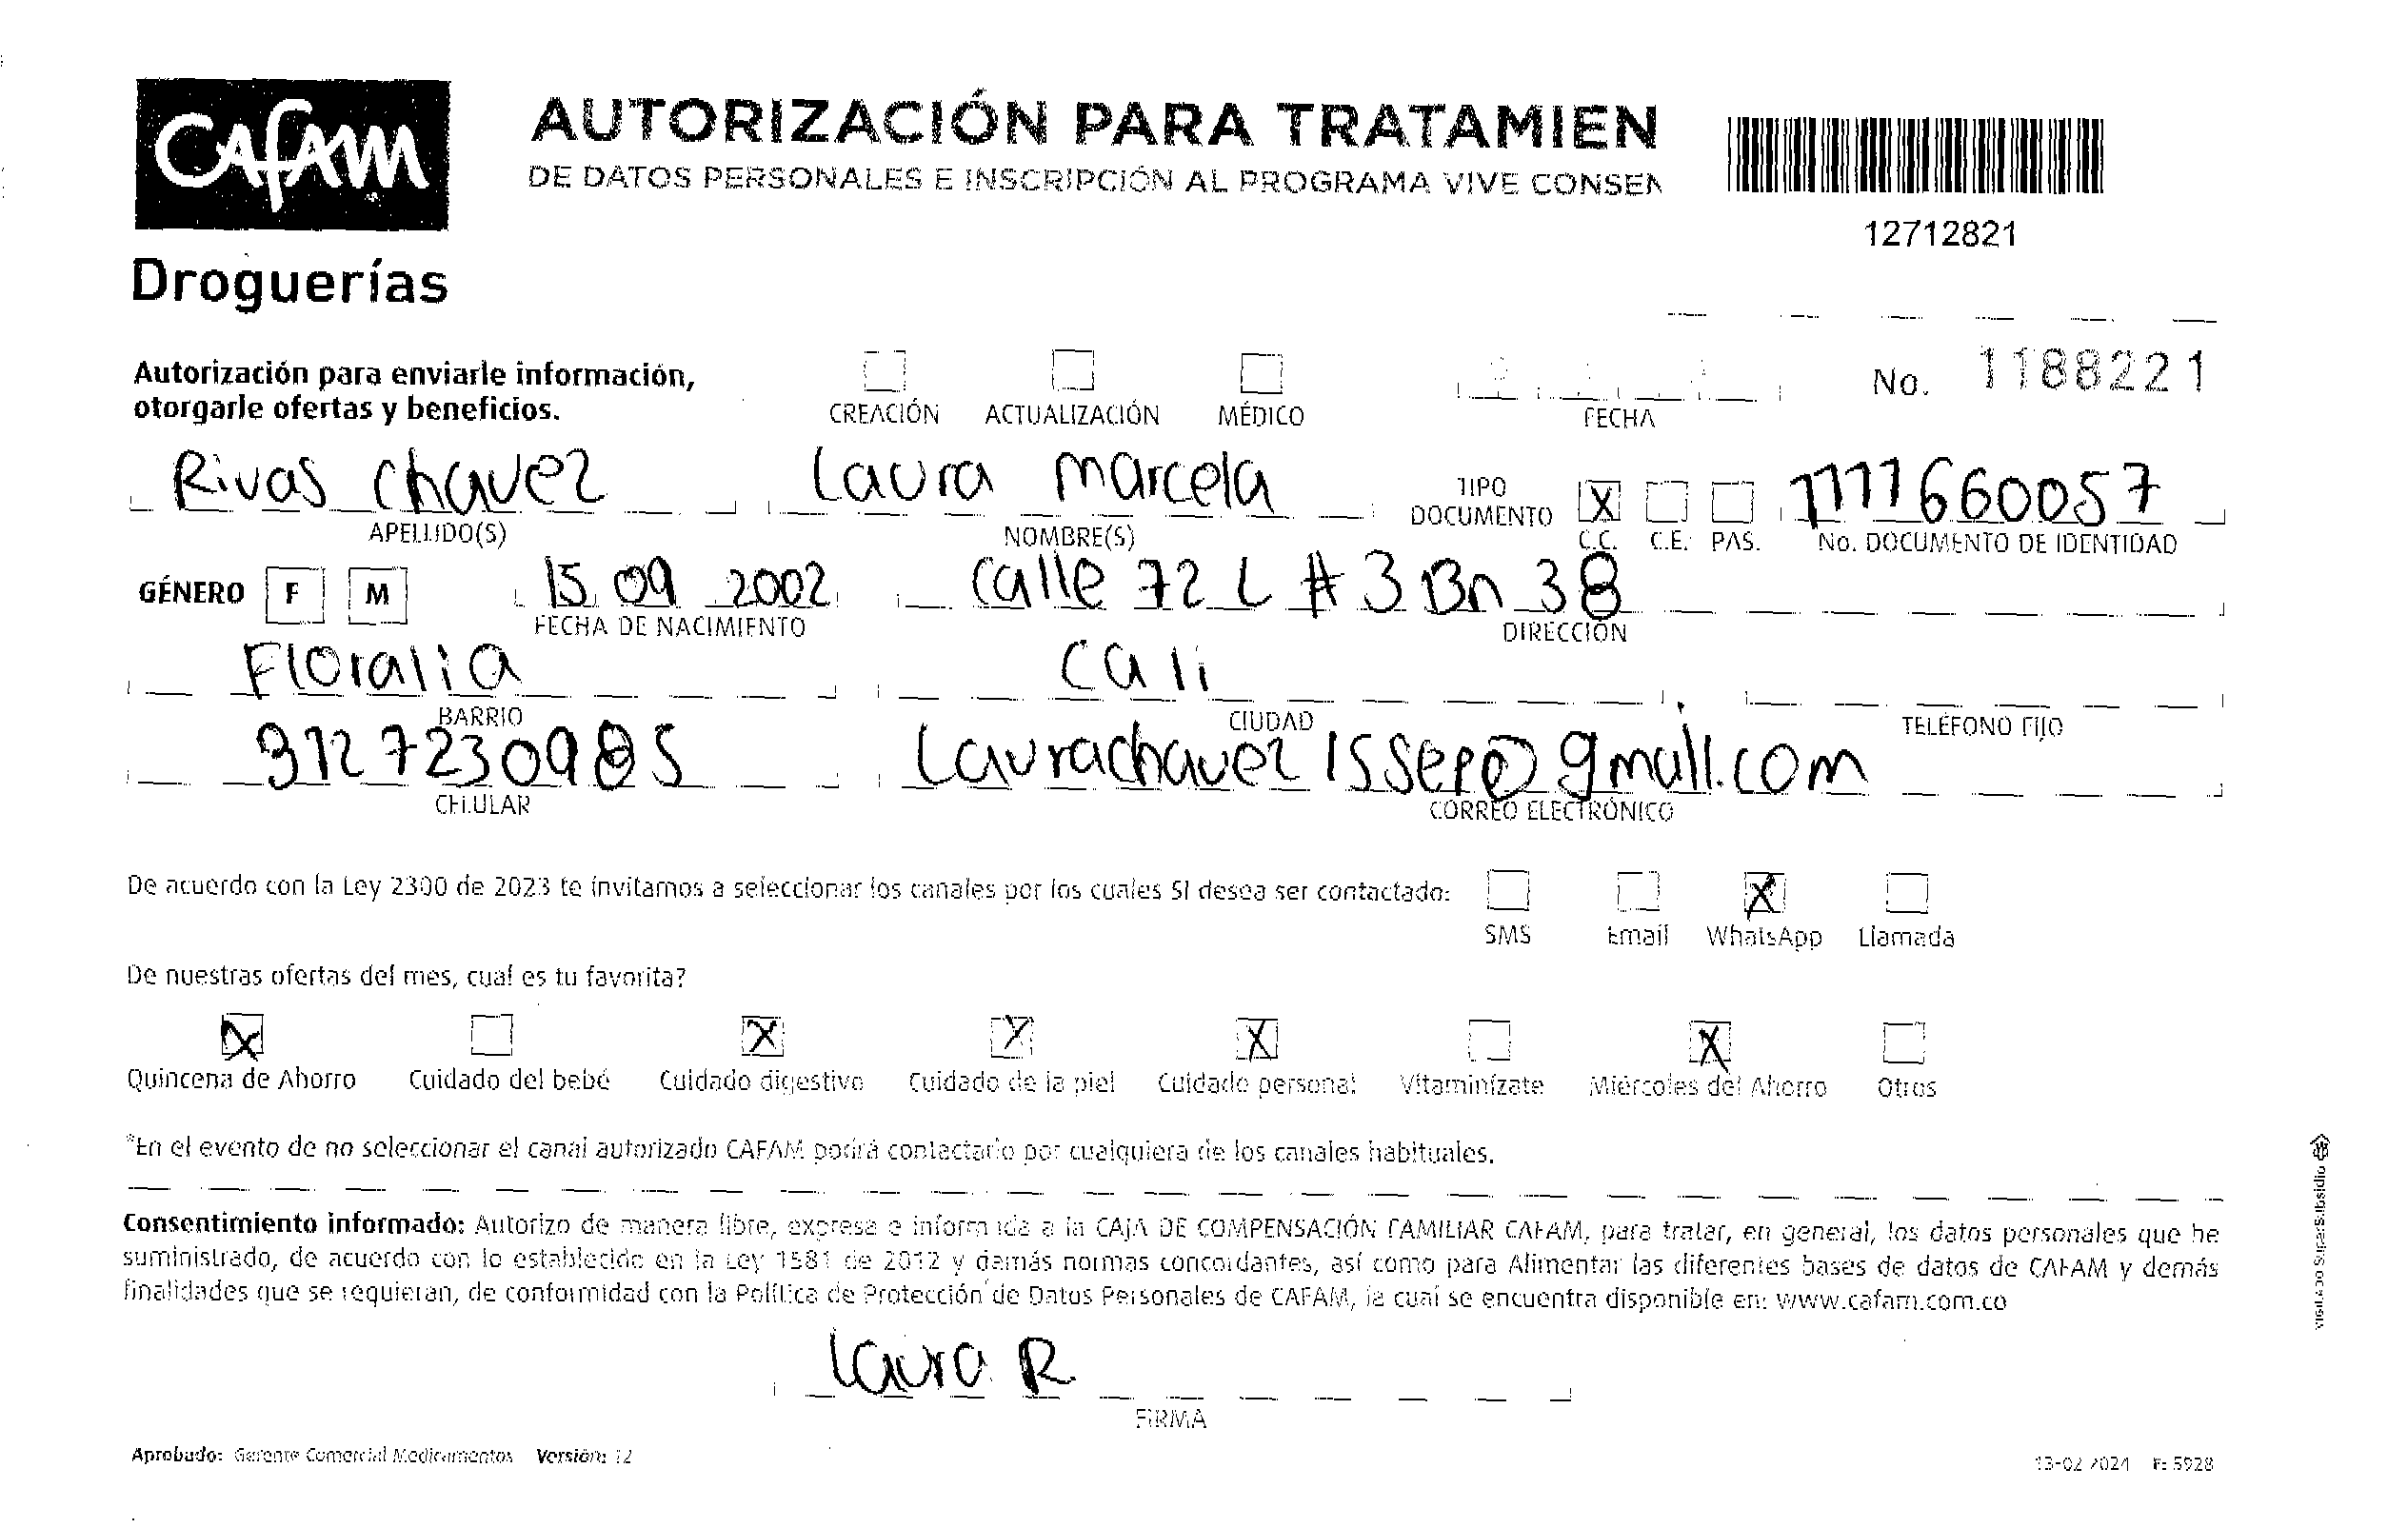 CAFAM
Droguerías
AUTORIZACIÓN PARA TRATAMIEN
DE DATOS PERSONALES E INSCRIPCIÓN AL PROGRAMA VIVE CONSEN
12712821
Autorización para enviarle información,
otorgarle ofertas y beneficios.
CREACIÓN ACTUALIZACIÓN MÉDICO FECHA No. 1188221
Rivas Chavez Laura Marcela TIPO DOCUMENTO X 1111660057
APELLIDO(S) NOMBRE(S) C.C. C.E. PAS. No. DOCUMENTO DE IDENTIDAD
GÉNERO F M 15 09 2002 Calle 72 L # 3 Bn 38
FECHA DE NACIMIENTO DIRECCIÓN
Floralia Cali
BARRIO CIUDAD TELÉFONO FIJO
3127230985 Laurachavez15sep@gmail.com
CELULAR CORREO ELECTRÓNICO
De acuerdo con la Ley 2300 de 2023 te invitamos a seleccionar los canales por los cuales SI desea ser contactado: X
SMS Email WhatsApp Llamada
De nuestras ofertas del mes, cual es tu favorita?
X X X X X
Quincena de Ahorro Cuidado del bebé Cuidado digestivo Cuidado de la piel Cuidado personal Vitaminízate Miércoles del Ahorro Otros
*En el evento de no seleccionar el canal autorizado CAFAM podrá contactarlo por cualquiera de los canales habituales.
Consentimiento informado: Autorizo de manera libre, expresa e informada a la CAJA DE COMPENSACIÓN FAMILIAR CAFAM, para tratar, en general, los datos personales que he
suministrado, de acuerdo con lo establecido en la Ley 1581 de 2012 y demás normas concordantes, así como para Alimentar las diferentes bases de datos de CAFAM y demás
finalidades que se requieran, de conformidad con la Política de Protección de Datos Personales de CAFAM, la cual se encuentra disponible en: www.cafam.com.co
Laura R
FIRMA
Aprobado: Gerente Comercial Medicamentos Versión: 12
13-02-2024 F: 5928
VIGILADO SuperSubsidio